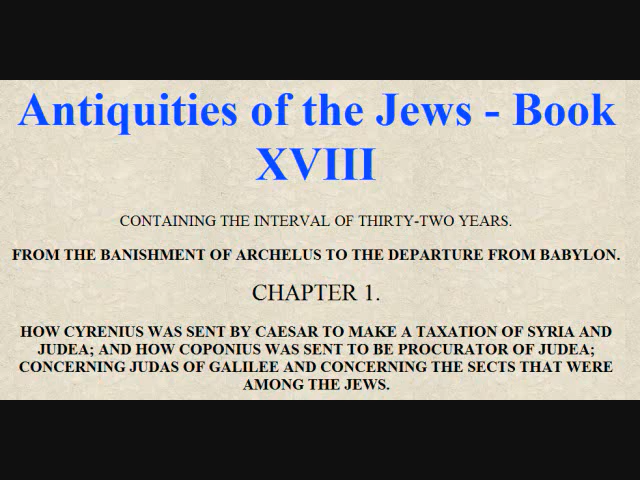 Antiquities of the Jews - Book
XVIII
CONTAINING THE INTERVAL OF THIRTY-TWO YEARS.
FROM THE BANISHMENT OF ARCHELUS TO THE DEPARTURE FROM BABYLON.
CHAPTER 1.
HOW CYRENIUS WAS SENT BY CAESAR TO MAKE A TAXATION OF SYRIA AND
JUDEA; AND HOW COPONIUS WAS SENT TO BE PROCURATOR OF JUDEA;
CONCERNING JUDAS OF GALILEE AND CONCERNING THE SECTS THAT WERE
AMONG THE JEWS.